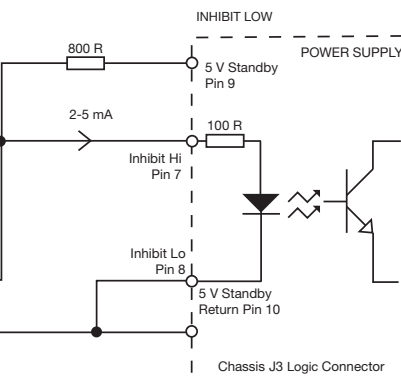 INHIBIT LOW
POWER SUPPLY
800 R
5 V Standby
Pin 9
2-5 mA
100 R
Inhibit Hi
Pin 7
Inhibit Lo
Pin 8
5 V Standby
Return Pin 10
Chassis J3 Logic Connector